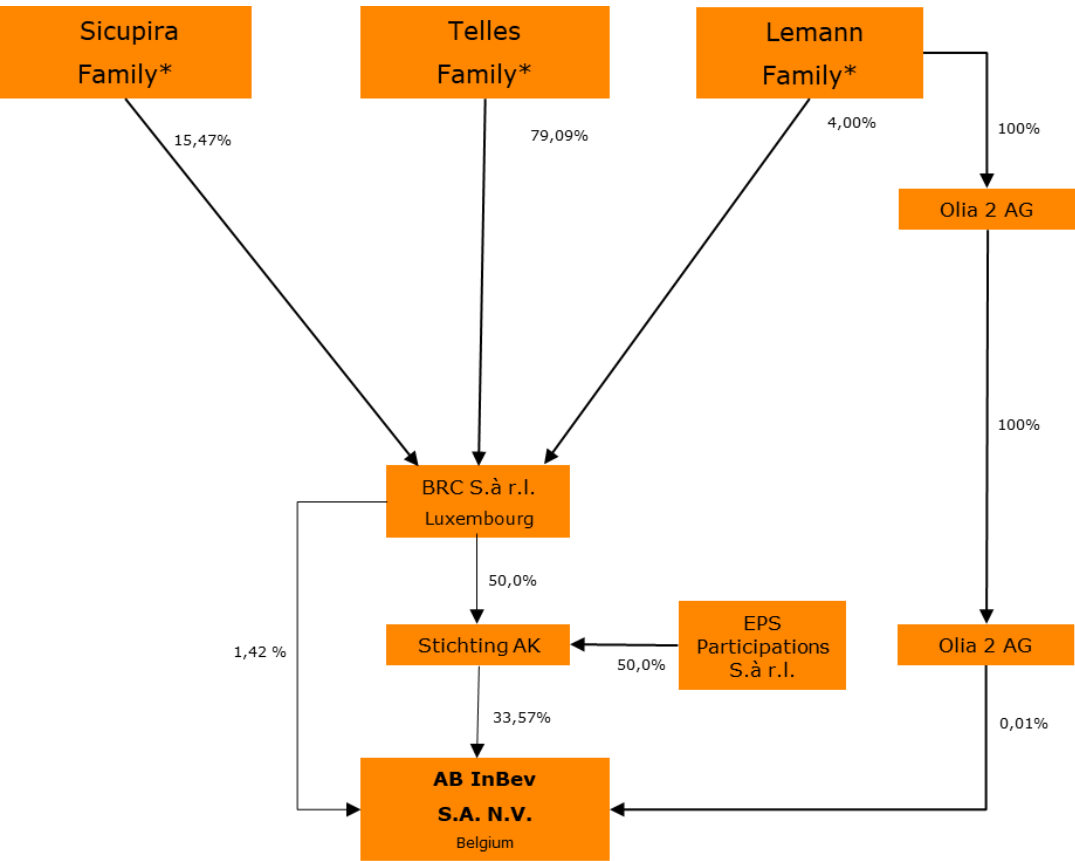 Sicupira
Family*
Telles
Family*
Lemann
Family*
15,47%
79,09%
4,00%
100%
Olia 2 AG
100%
BRC S.à r.l.
Luxembourg
50,0%
1,42 %
Stichting AK
50,0%
EPS
Participations
S.à r.l.
Olia 2 AG
33,57%
0,01%
AB InBev
S.A. N.V.
Belgium